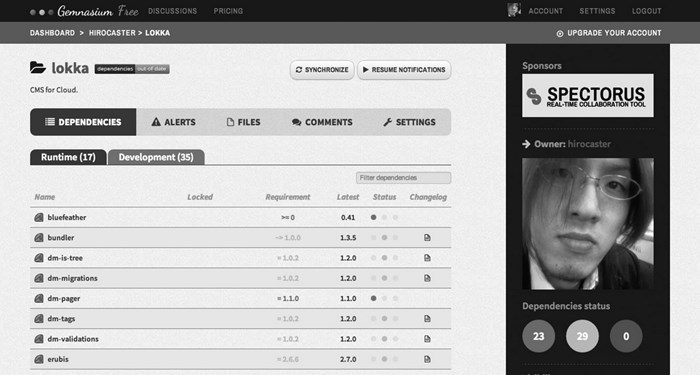 Gemnasium Free DISCUSSIONS PRICING ACCOUNT SETTINGS LOGOUT
DASHBOARD > HIROCASTER > LOKKA UPGRADE YOUR ACCOUNT
lokka dependencies out of date SYNCHRONIZE RESUME NOTIFICATIONS
CMS for Cloud.
DEPENDENCIES ALERTS FILES COMMENTS SETTINGS
Runtime (17) Development (35)
Filter dependencies
Name Locked Requirement Latest Status Changelog
bluefeather >= 0 0.41
bundler ~> 1.0.0 1.3.5
dm-is-tree = 1.0.2 1.2.0
dm-migrations = 1.0.2 1.2.0
dm-pager = 1.1.0 1.1.0
dm-tags = 1.0.2 1.2.0
dm-validations = 1.0.2 1.2.0
erubis = 2.6.6 2.7.0
Sponsors
SPECTORUS
REAL-TIME COLLABORATION TOOL
Owner: hirocaster
Dependencies status
23 29 0